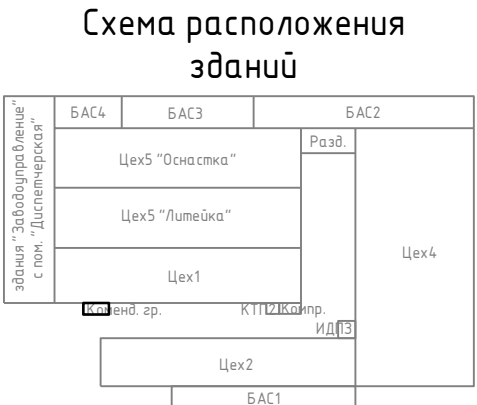 Схема расположения
зданий
здания "Заводоуправление"
с пом. "Диспетчерская"
БАС4
БАС3
БАС2
Цех5 "Оснастка"
Разд.
Цех5 "Литейка"
Цех4
Цех1
Коменд. гр.
КТП2
Компр.
ИДПЗ
Цех2
БАС1